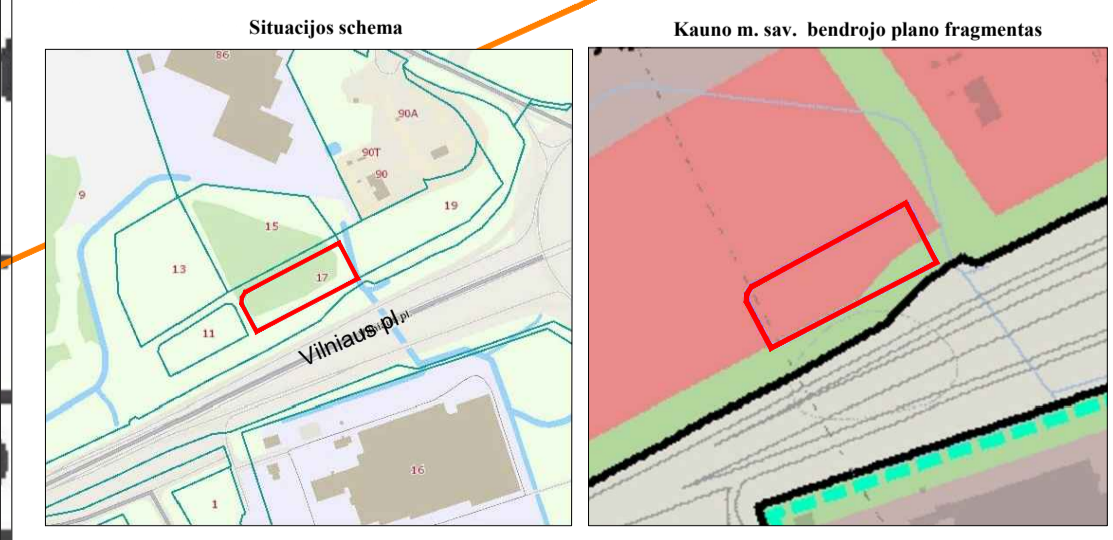 Situacijos schema
Kauno m. sav. bendrojo plano fragmentas
86
90A
90T
90
9
19
15
13
17
11
Vilniaus pl.
16
1